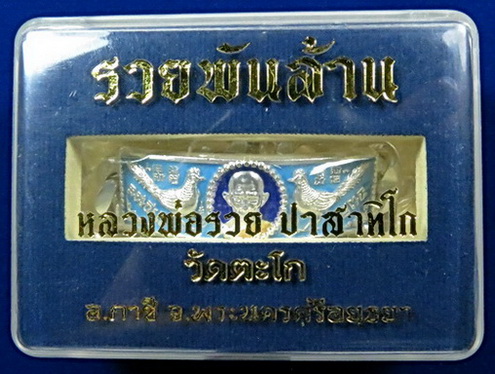 รวยพันล้าน
หลวงพ่อรวย ปาสาทิโก
วัดตะโก
อ.ภาชี จ.พระนครศรีอยุธยา